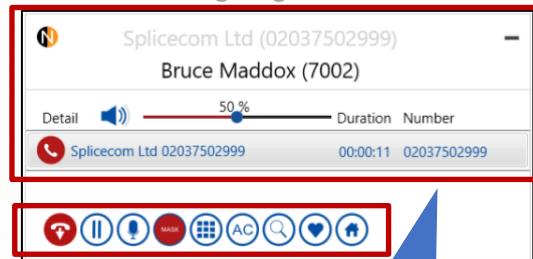 N
Splicecom Ltd (02037502999)
Bruce Maddox (7002)
50 %
Detail Duration Number
Splicecom Ltd 02037502999 00:00:11 02037502999
MASK AC